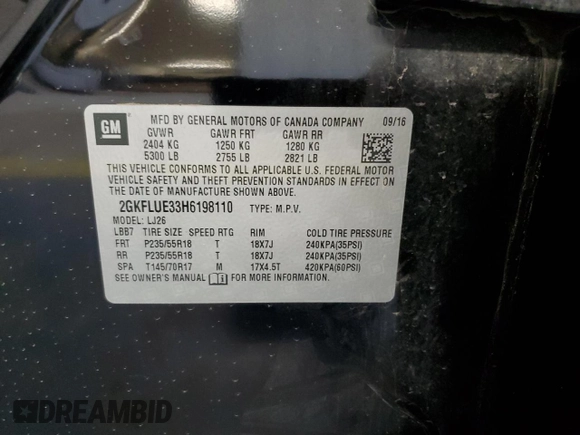 GM
MFD BY GENERAL MOTORS OF CANADA COMPANY 09/16
GVWR GAWR FRT GAWR RR
2404 KG 1250 KG 1280 KG
5300 LB 2755 LB 2821 LB
THIS VEHICLE CONFORMS TO ALL APPLICABLE U.S. FEDERAL MOTOR
VEHICLE SAFETY AND THEFT PREVENTION STANDARDS IN EFFECT ON
THE DATE OF MANUFACTURE SHOWN ABOVE.
2GKFLUE33H6198110 TYPE: M.P.V.
MODEL: LJ26
LBB7 TIRE SIZE SPEED RTG RIM COLD TIRE PRESSURE
FRT P235/55R18 T 18X7J 240KPA(35PSI)
RR P235/55R18 T 18X7J 240KPA(35PSI)
SPA T145/70R17 M 17X4.5T 420KPA(60PSI)
SEE OWNER'S MANUAL FOR MORE INFORMATION.
DREAMBID